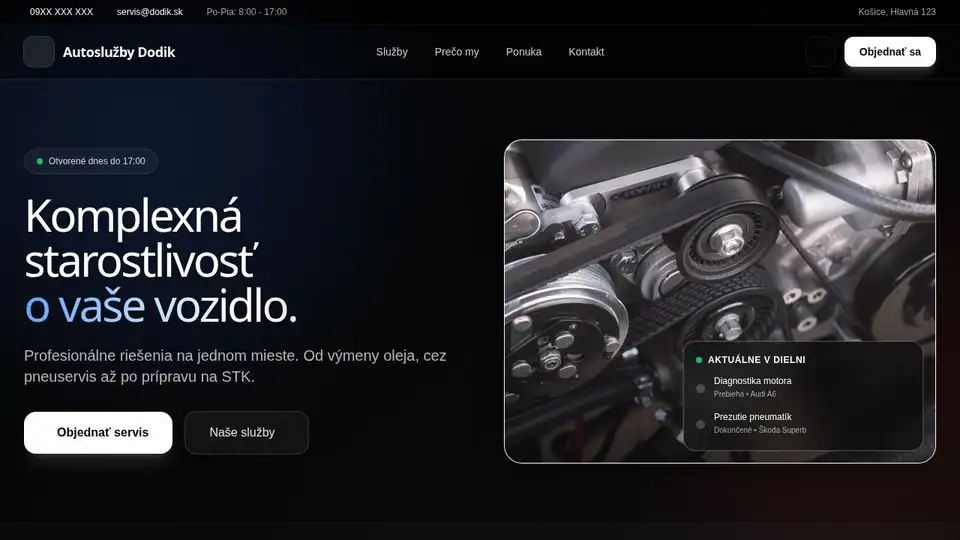 09XX XXX XXX
servis@dodik.sk
Po-Pia: 8:00 - 17:00
Košice, Hlavná 123
Autoslužby Dodik
Služby
Prečo my
Ponuka
Kontakt
Objednať sa
Otvorené dnes do 17:00
Komplexná
starostlivosť
o vaše vozidlo.
Profesionálne riešenia na jednom mieste. Od výmeny oleja, cez
pneuservis až po prípravu na STK.
Objednať servis
Naše služby
AKTUÁLNE V DIELNI
Diagnostika motora
Prebieha • Audi A6
Prezutie pneumatík
Dokončené • Škoda Superb